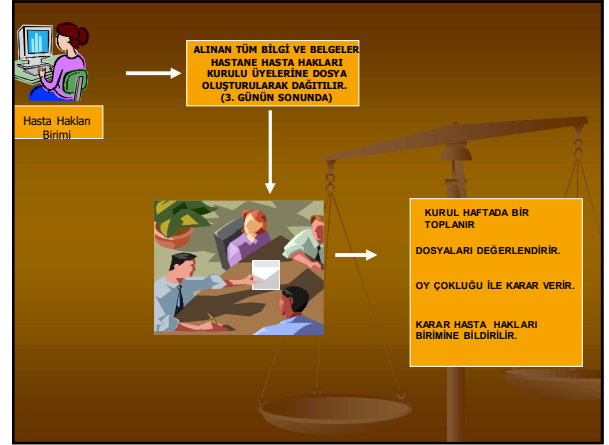 ALINAN TÜM BİLGİ VE BELGELER
HASTANE HASTA HAKLARI
KURULU ÜYELERİNE DOSYA
OLUŞTURULARAK DAĞITILIR.
(3. GÜNÜN SONUNDA)
Hasta Hakları
Birimi
KURUL HAFTADA BİR
TOPLANIR
DOSYALARI DEĞERLENDİRİR.
OY ÇOKLUĞU İLE KARAR VERİR.
KARAR HASTA HAKLARI
BİRİMİNE BİLDİRİLİR.